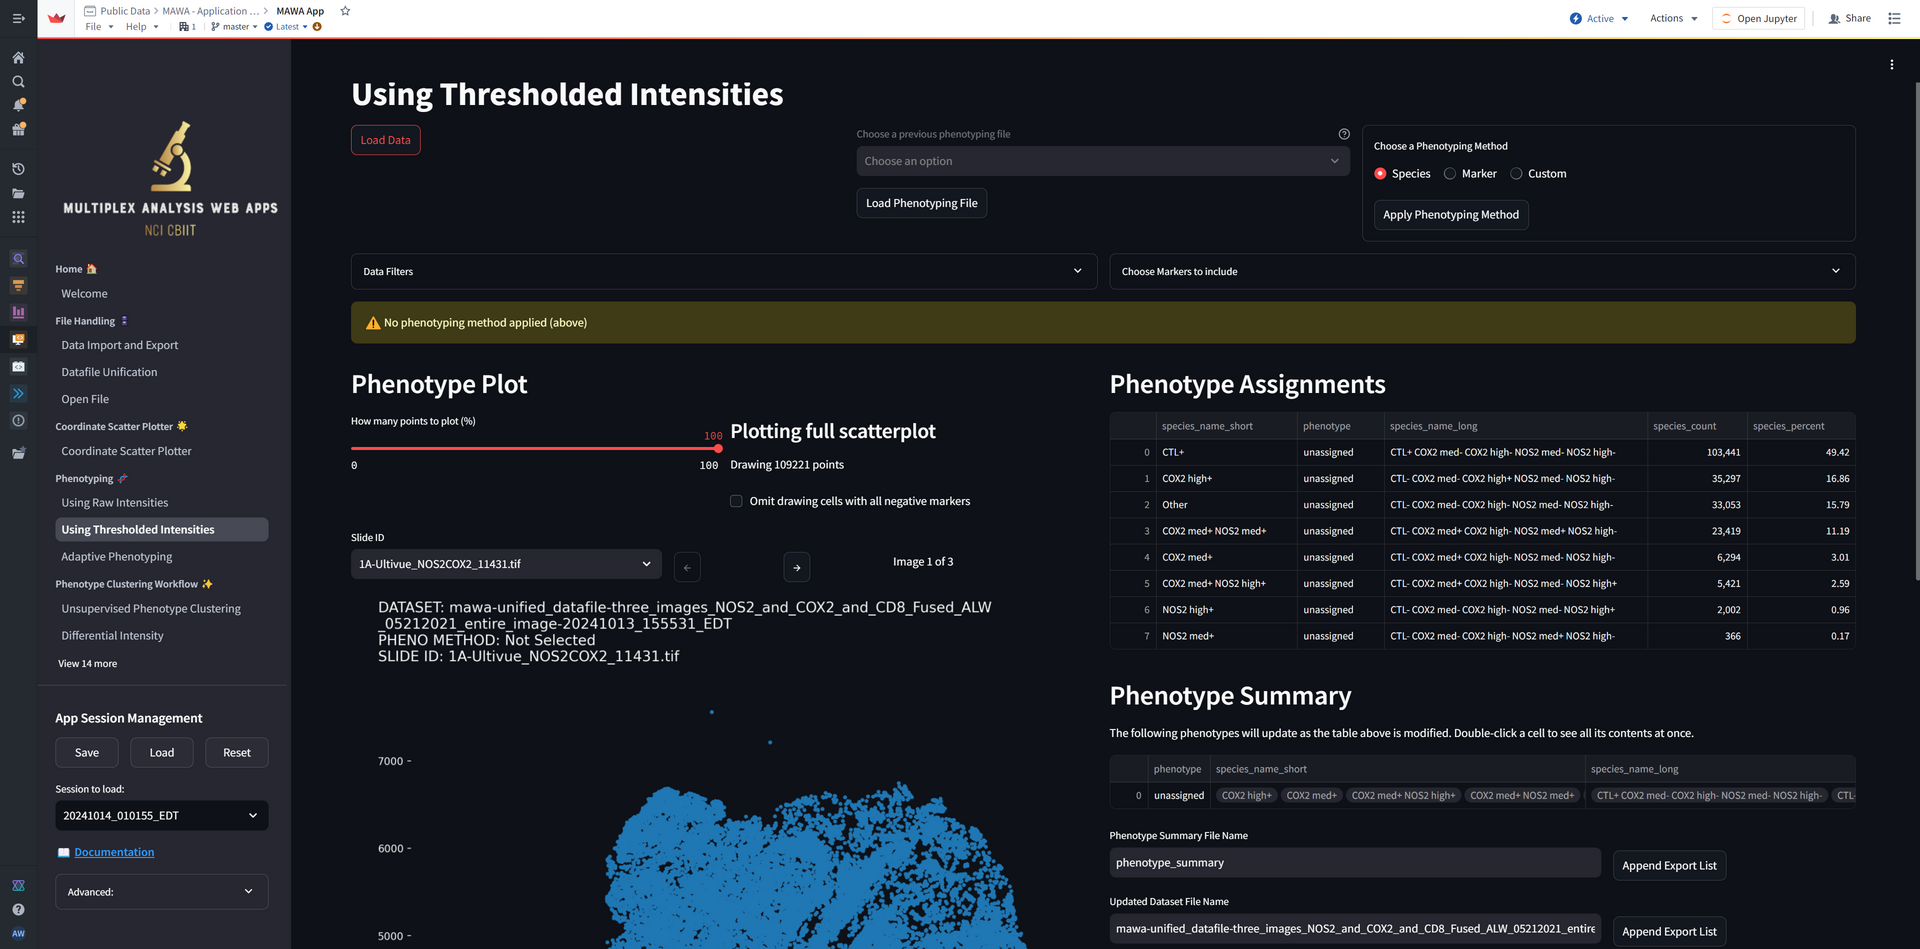 Public Data > MAWA - Application ... > MAWA App
File Help 1 master Latest
Active Actions Open Jupyter Share
MULTIPLEX ANALYSIS WEB APPS
NCI CBIIT
Home
Welcome
File Handling
Data Import and Export
Datafile Unification
Open File
Coordinate Scatter Plotter
Coordinate Scatter Plotter
Phenotyping
Using Raw Intensities
Using Thresholded Intensities
Adaptive Phenotyping
Phenotype Clustering Workflow
Unsupervised Phenotype Clustering
Differential Intensity
View 14 more
App Session Management
Save Load Reset
Session to load:
20241014_010155_EDT
Documentation
Advanced:
AW
Using Thresholded Intensities
Load Data
Choose a previous phenotyping file
Choose an option
Load Phenotyping File
Choose a Phenotyping Method
Species Marker Custom
Apply Phenotyping Method
Data Filters
Choose Markers to include
No phenotyping method applied (above)
Phenotype Plot
How many points to plot (%)
100
0 100
Plotting full scatterplot
Drawing 109221 points
Omit drawing cells with all negative markers
Slide ID
1A-Ultivue_NOS2COX2_11431.tif
← →
Image 1 of 3
DATASET: mawa-unified_datafile-three_images_NOS2_and_COX2_and_CD8_Fused_ALW
_05212021_entire_image-20241013_155531_EDT
PHENO METHOD: Not Selected
SLIDE ID: 1A-Ultivue_NOS2COX2_11431.tif
7000
6000
5000
Phenotype Assignments
species_name_short phenotype species_name_long species_count species_percent
0 CTL+ unassigned CTL+ COX2 med- COX2 high- NOS2 med- NOS2 high- 103,441 49.42
1 COX2 high+ unassigned CTL- COX2 med- COX2 high+ NOS2 med- NOS2 high- 35,297 16.86
2 Other unassigned CTL- COX2 med- COX2 high- NOS2 med- NOS2 high- 33,053 15.79
3 COX2 med+ NOS2 med+ unassigned CTL- COX2 med+ COX2 high- NOS2 med+ NOS2 high- 23,419 11.19
4 COX2 med+ unassigned CTL- COX2 med+ COX2 high- NOS2 med- NOS2 high- 6,294 3.01
5 COX2 med+ NOS2 high+ unassigned CTL- COX2 med+ COX2 high- NOS2 med- NOS2 high+ 5,421 2.59
6 NOS2 high+ unassigned CTL- COX2 med- COX2 high- NOS2 med- NOS2 high+ 2,002 0.96
7 NOS2 med+ unassigned CTL- COX2 med- COX2 high- NOS2 med+ NOS2 high- 366 0.17
Phenotype Summary
The following phenotypes will update as the table above is modified. Double-click a cell to see all its contents at once.
phenotype species_name_short species_name_long
0 unassigned COX2 high+ COX2 med+ COX2 med+ NOS2 high+ COX2 med+ NOS2 med+ CTL+ COX2 med- COX2 high- NOS2 med- NOS2 high- CTL-
Phenotype Summary File Name
phenotype_summary
Append Export List
Updated Dataset File Name
mawa-unified_datafile-three_images_NOS2_and_COX2_and_CD8_Fused_ALW_05212021_entire
Append Export List